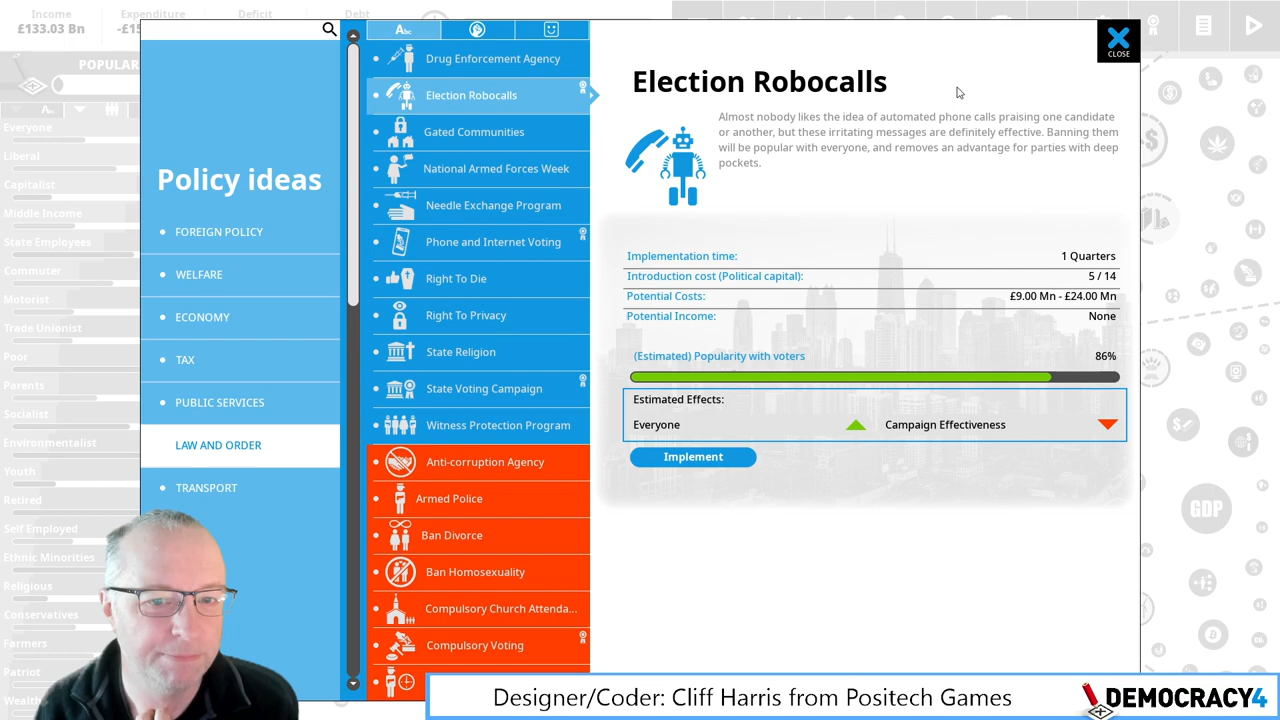 Income
Expenditure
Deficit
Debt
£133.03 Bn
POPULAR
Everyone
Liberal
Capitalist
Middle Income
State Employees
Commuter
Motorist
Trade Unionist
Poor
Parents
Socialist
Environmentalist
Youth
Retired
Self Employed
Ethnic Minorities
Religious
Conservatives
Farmers
Patriot
Wealth
Policy ideas
FOREIGN POLICY
WELFARE
ECONOMY
TAX
PUBLIC SERVICES
LAW AND ORDER
TRANSPORT
Abc
Drug Enforcement Agency
Election Robocalls
Gated Communities
National Armed Forces Week
Needle Exchange Program
Phone and Internet Voting
Right To Die
Right To Privacy
State Religion
State Voting Campaign
Witness Protection Program
Anti-corruption Agency
Armed Police
Ban Divorce
Ban Homosexuality
Compulsory Church Attenda...
Compulsory Voting
CLOSE
Election Robocalls
Almost nobody likes the idea of automated phone calls praising one candidate
or another, but these irritating messages are definitely effective. Banning them
will be popular with everyone, and removes an advantage for parties with deep
pockets.
Implementation time: 1 Quarters
Introduction cost (Political capital): 5 / 14
Potential Costs: £9.00 Mn - £24.00 Mn
Potential Income: None
(Estimated) Popularity with voters 86%
Estimated Effects:
Everyone Campaign Effectiveness
Implement
GDP
Designer/Coder: Cliff Harris from Positech Games
DEMOCRACY4